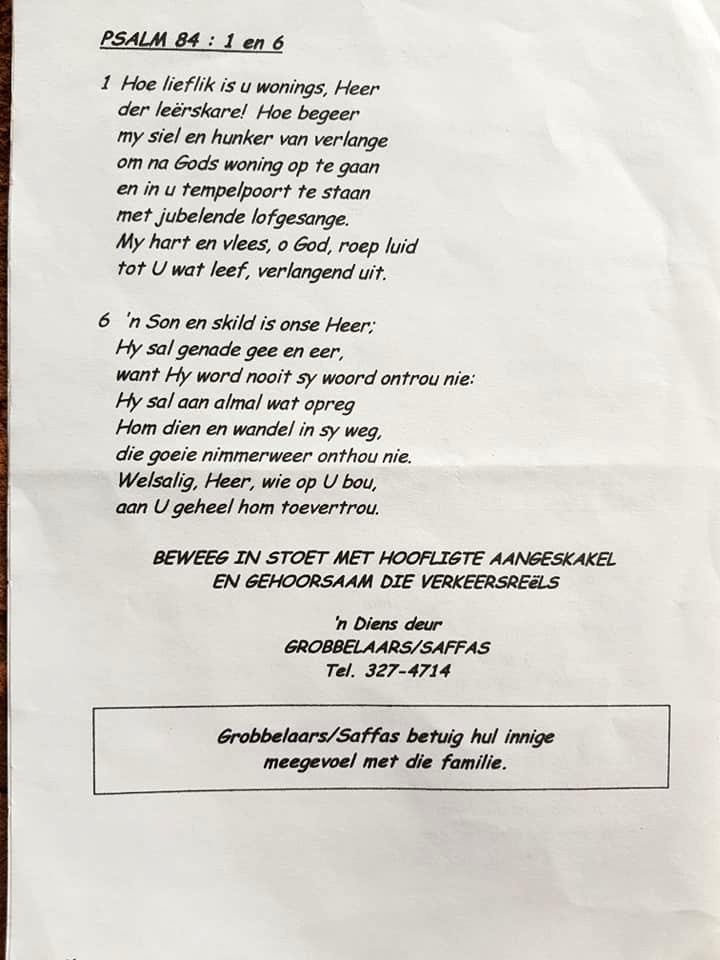 PSALM 84 : 1 en 6
1 Hoe lieflik is u wonings, Heer
der leërskare! Hoe begeer
my siel en hunker van verlange
om na Gods woning op te gaan
en in u tempelpoort te staan
met jubelende lofgesange.
My hart en vlees, o God, roep luid
tot U wat leef, verlangend uit.
6 'n Son en skild is onse Heer;
Hy sal genade gee en eer,
want Hy word nooit sy woord ontrou nie:
Hy sal aan almal wat opreg
Hom dien en wandel in sy weg,
die goeie nimmerweer onthou nie.
Welsalig, Heer, wie op U bou,
aan U geheel hom toevertrou.
BEWEEG IN STOET MET HOOFLIGTE AANGESKAKEL
EN GEHOORSAAM DIE VERKEERSREëLS
'n Diens deur
GROBBELAARS/SAFFAS
Tel. 327-4714
Grobbelaars/Saffas betuig hul innige
meegevoel met die familie.